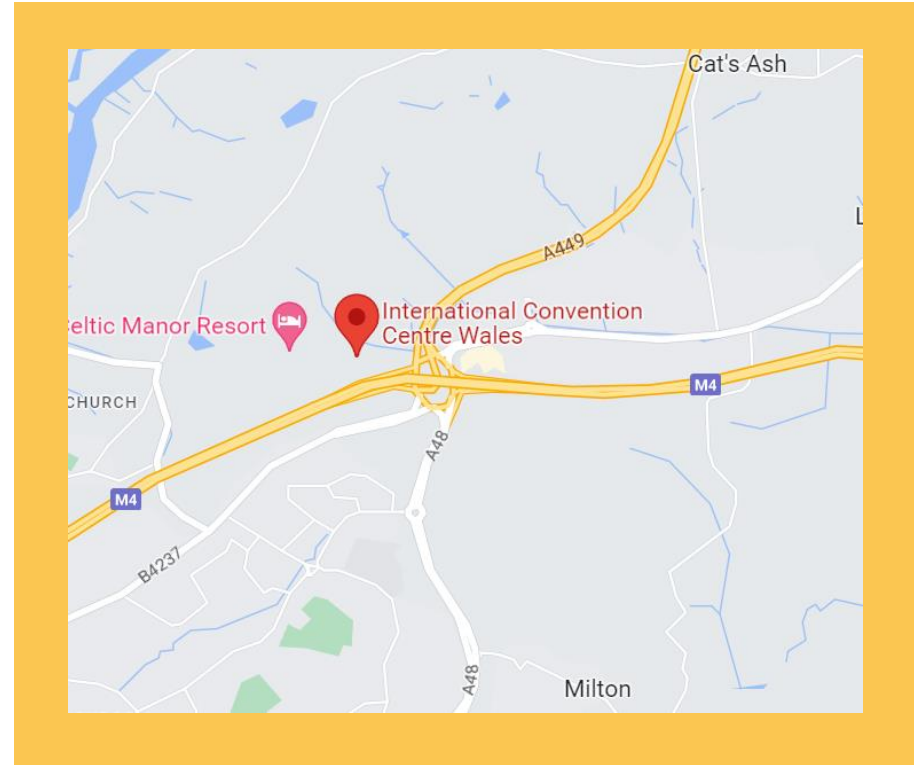 Cat's Ash
L
A449
eltic Manor Resort
International Convention
Centre Wales
M4
CHURCH
A48
M4
B4237
A48
Milton